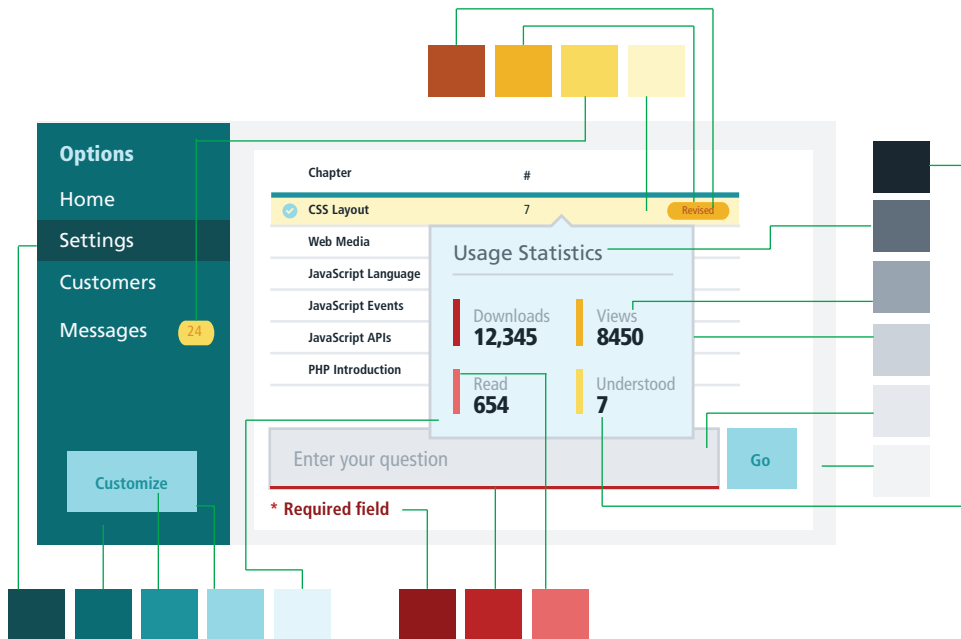 Options
Home
Settings
Customers
Messages 24
Customize
Chapter #
CSS Layout 7 Revised
Web Media
JavaScript Language
JavaScript Events
JavaScript APIs
PHP Introduction
Usage Statistics
Downloads Views
12,345 8450
Read Understood
654 7
Enter your question Go
* Required field